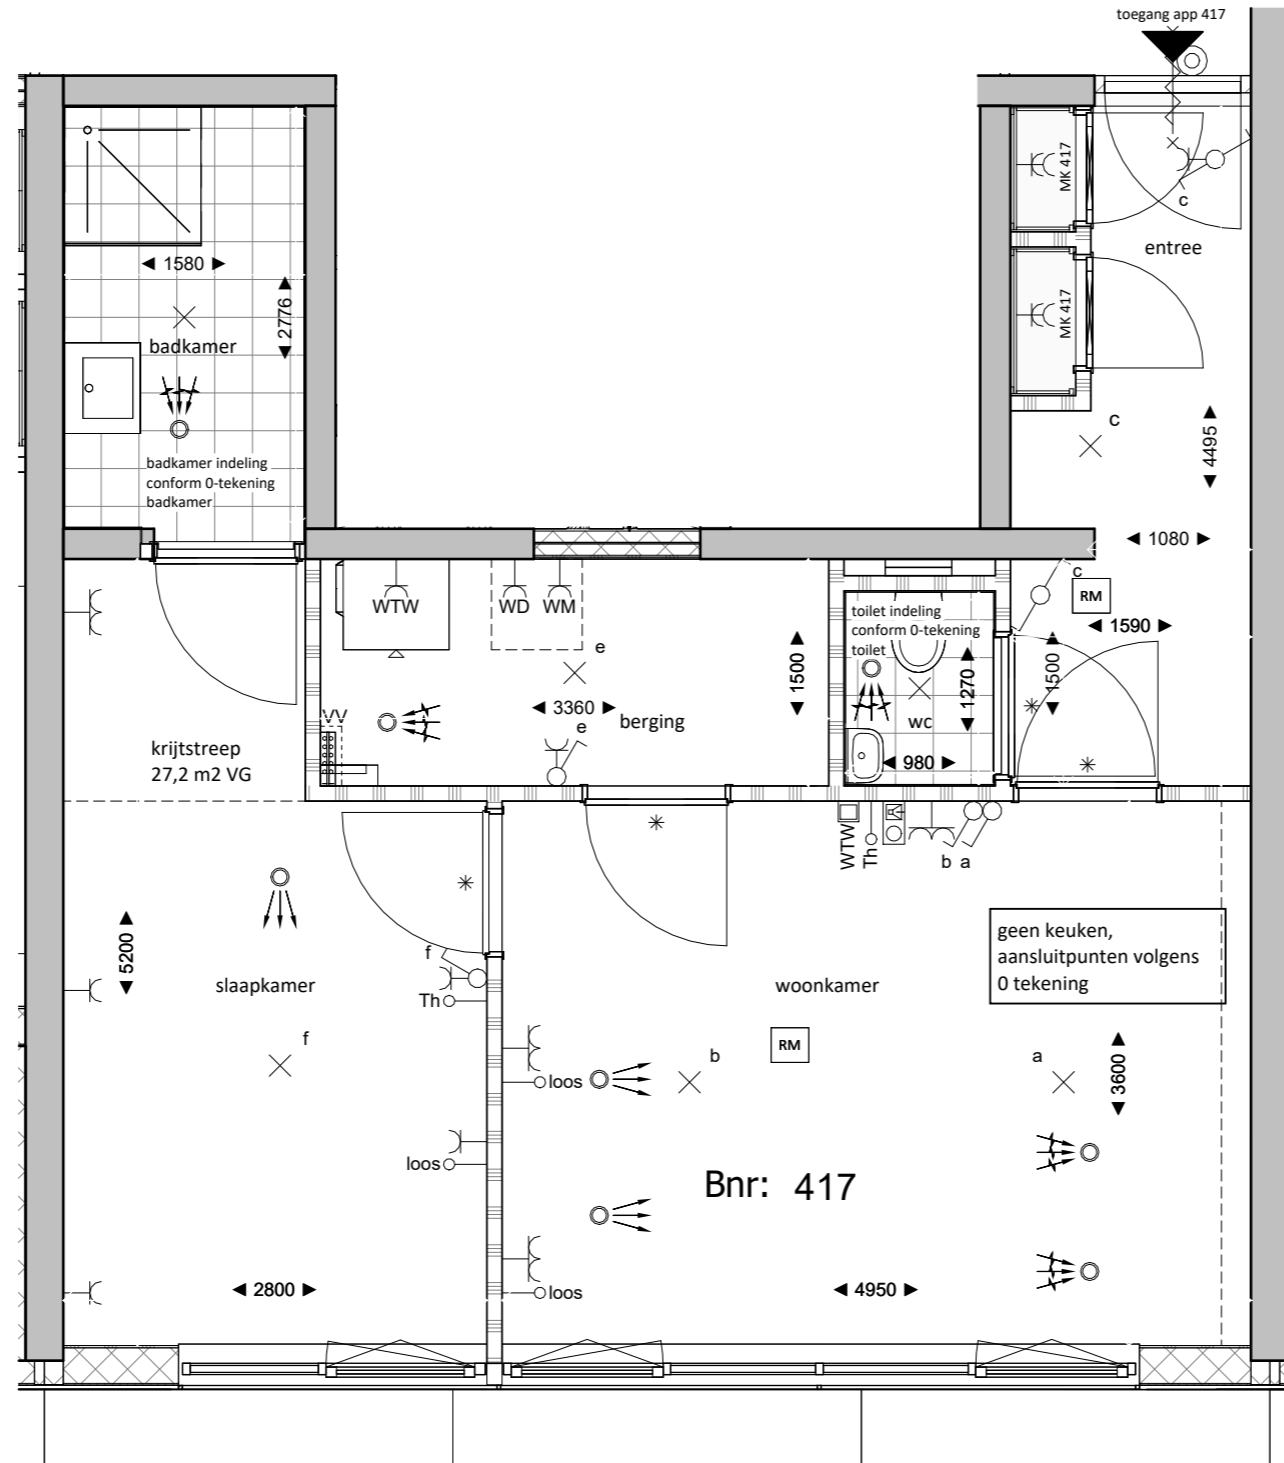 toegang app 417
MK 417
c
entree
MK 417
1580
2776
badkamer
c
4495
badkamer indeling
conform 0-tekening
badkamer
1080
WTW
WD
WM
c
RM
toilet indeling
conform 0-tekening
toilet
1590
e
1500
1270
1500
3360
berging
e
VV
wc
980
krijtstreep
27,2 m2 VG
WTW
Th
b a
geen keuken,
aansluitpunten volgens
0 tekening
5200
f
slaapkamer
Th
woonkamer
f
RM
b
a
3600
loos
loos
Bnr: 417
2800
loos
4950